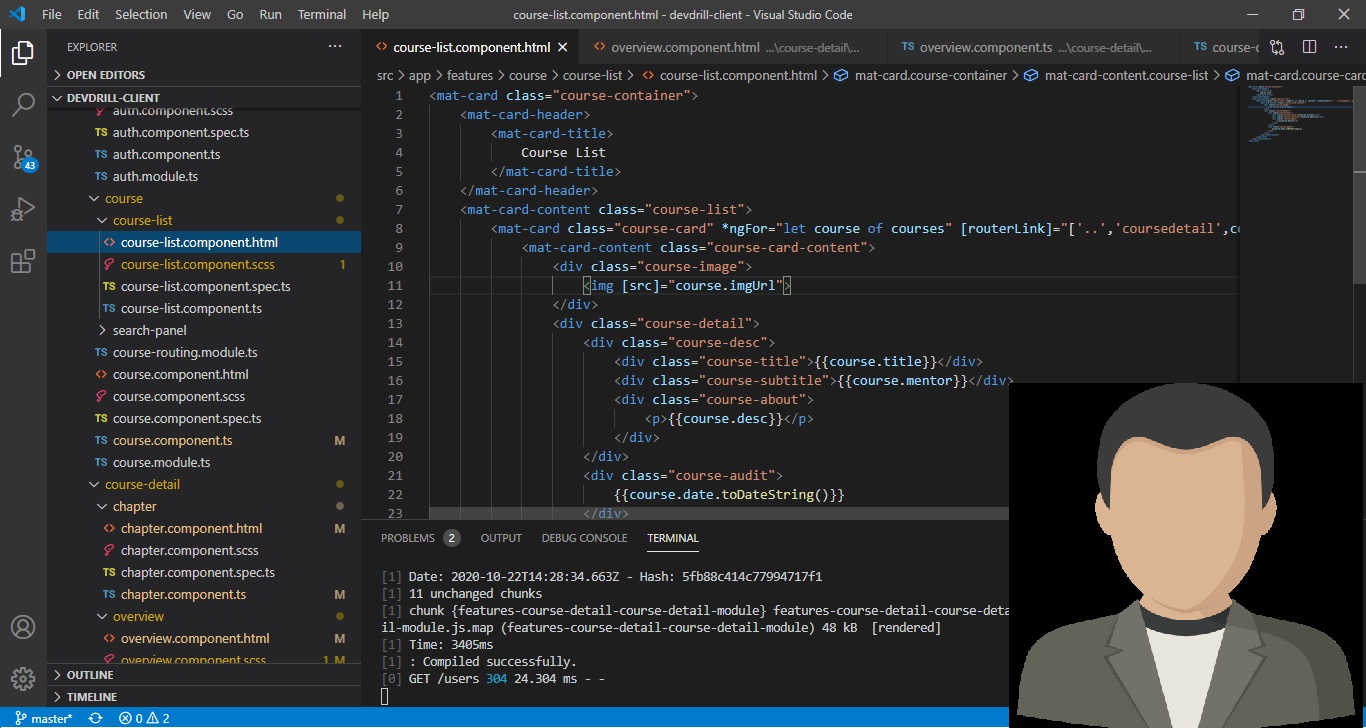 File Edit Selection View Go Run Terminal Help course-list.component.html - devdrill-client - Visual Studio Code
EXPLORER
OPEN EDITORS
DEVDRILL-CLIENT
auth.component.scss
TS auth.component.spec.ts
TS auth.component.ts
TS auth.module.ts
course
course-list
<> course-list.component.html
course-list.component.scss 1
TS course-list.component.spec.ts
TS course-list.component.ts
search-panel
TS course-routing.module.ts
<> course.component.html
course.component.scss
TS course.component.spec.ts
TS course.component.ts M
TS course.module.ts
course-detail
chapter
<> chapter.component.html M
chapter.component.scss
TS chapter.component.spec.ts
TS chapter.component.ts M
overview
<> overview.component.html M
overview.component.scss 1, M
OUTLINE
TIMELINE
43
<> course-list.component.html <> overview.component.html ...\course-detail\... TS overview.component.ts ...\course-detail\... TS course-c
src > app > features > course > course-list > <> course-list.component.html > mat-card.course-container > mat-card-content.course-list > mat-card.course-card
1 <mat-card class="course-container">
2 <mat-card-header>
3 <mat-card-title>
4 Course List
5 </mat-card-title>
6 </mat-card-header>
7 <mat-card-content class="course-list">
8 <mat-card class="course-card" *ngFor="let course of courses" [routerLink]="['..','coursedetail',co
9 <mat-card-content class="course-card-content">
10 <div class="course-image">
11 <img [src]="course.imgUrl">
12 </div>
13 <div class="course-detail">
14 <div class="course-desc">
15 <div class="course-title">{{course.title}}</div>
16 <div class="course-subtitle">{{course.mentor}}</div>
17 <div class="course-about">
18 <p>{{course.desc}}</p>
19 </div>
20 </div>
21 <div class="course-audit">
22 {{course.date.toDateString()}}
23 </div>
PROBLEMS 2 OUTPUT DEBUG CONSOLE TERMINAL
[1] Date: 2020-10-22T14:28:34.663Z - Hash: 5fb88c414c77994717f1
[1] 11 unchanged chunks
[1] chunk {features-course-detail-course-detail-module} features-course-detail-course-deta
il-module.js.map (features-course-detail-course-detail-module) 48 kB [rendered]
[1] Time: 3405ms
[1] : Compiled successfully.
[0] GET /users 304 24.304 ms - -
master* 0 2